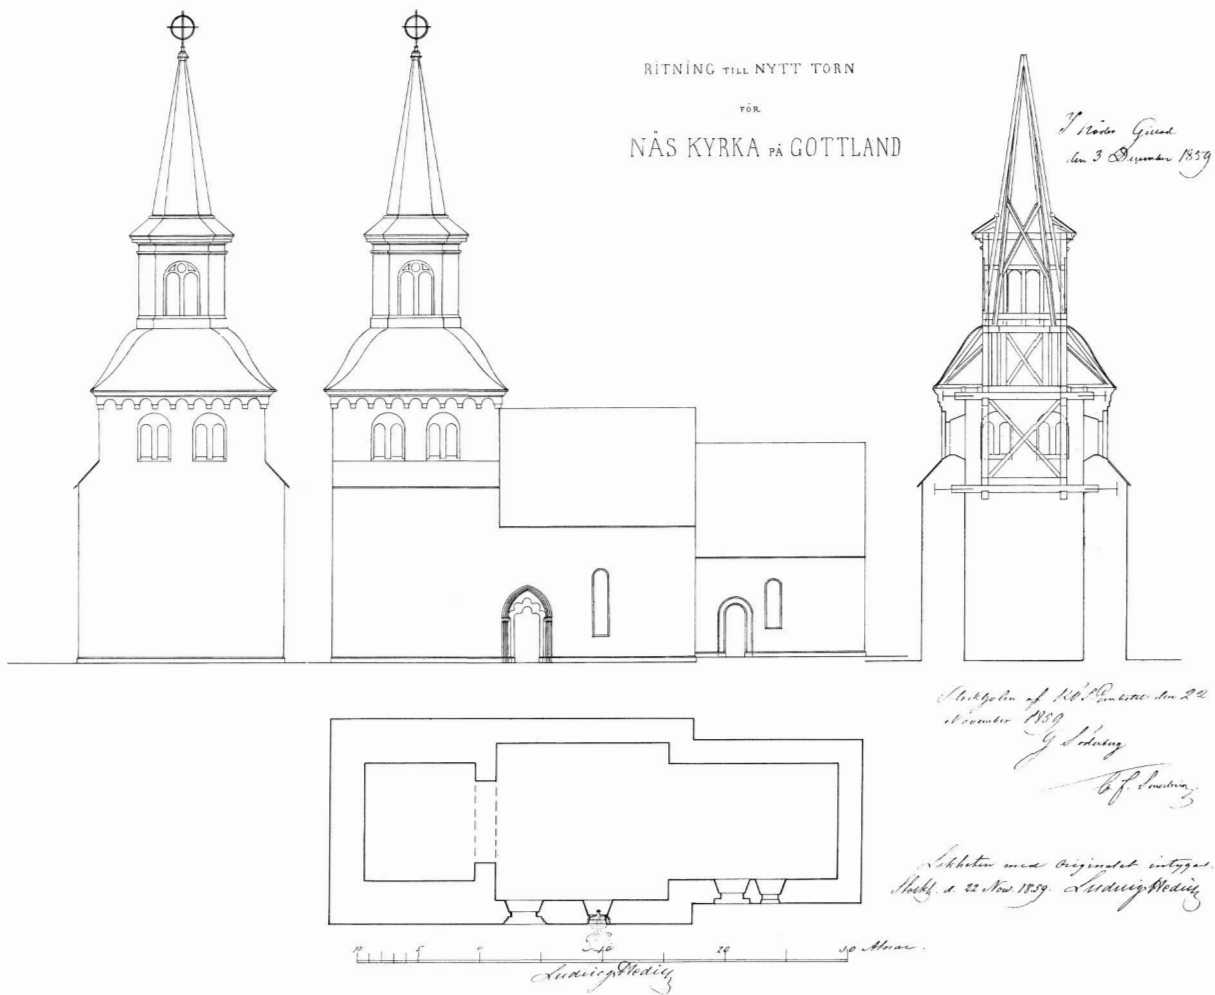 RITNING TILL NYTT TORN
FÖR
NÄS KYRKA PÅ GOTTLAND
I Nåder Gillad
den 3 December 1859
Stockholm af den 22
November 1859
G Söderberg
C. F.
Likheten med Originalet intygas.
Stockh. d. 22 Nov. 1859. Ludvig Hedin
10 5 0 10 20 30 Alnar.
Ludvig Hedin